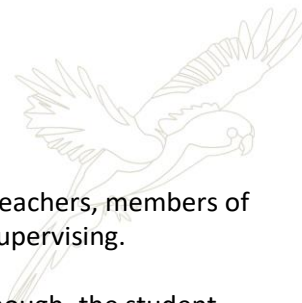 eachers, members of
upervising.
ough, the student